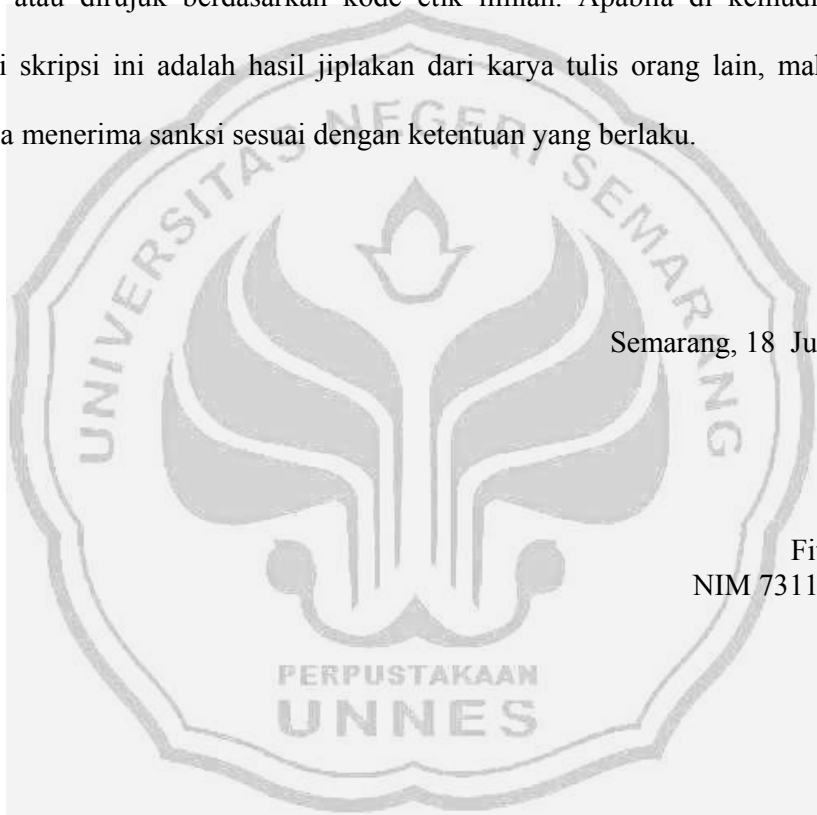 atau dirujuk berdasarkan kode etik ilmiah. Apabila di kemudi
i skripsi ini adalah hasil jiplakan dari karya tulis orang lain, mal
a menerima sanksi sesuai dengan ketentuan yang berlaku.
UNIVERSITAS NEGERI SEMARANG
Semarang, 18 Ju
Fi
NIM 7311
PERPUSTAKAAN
UNNES